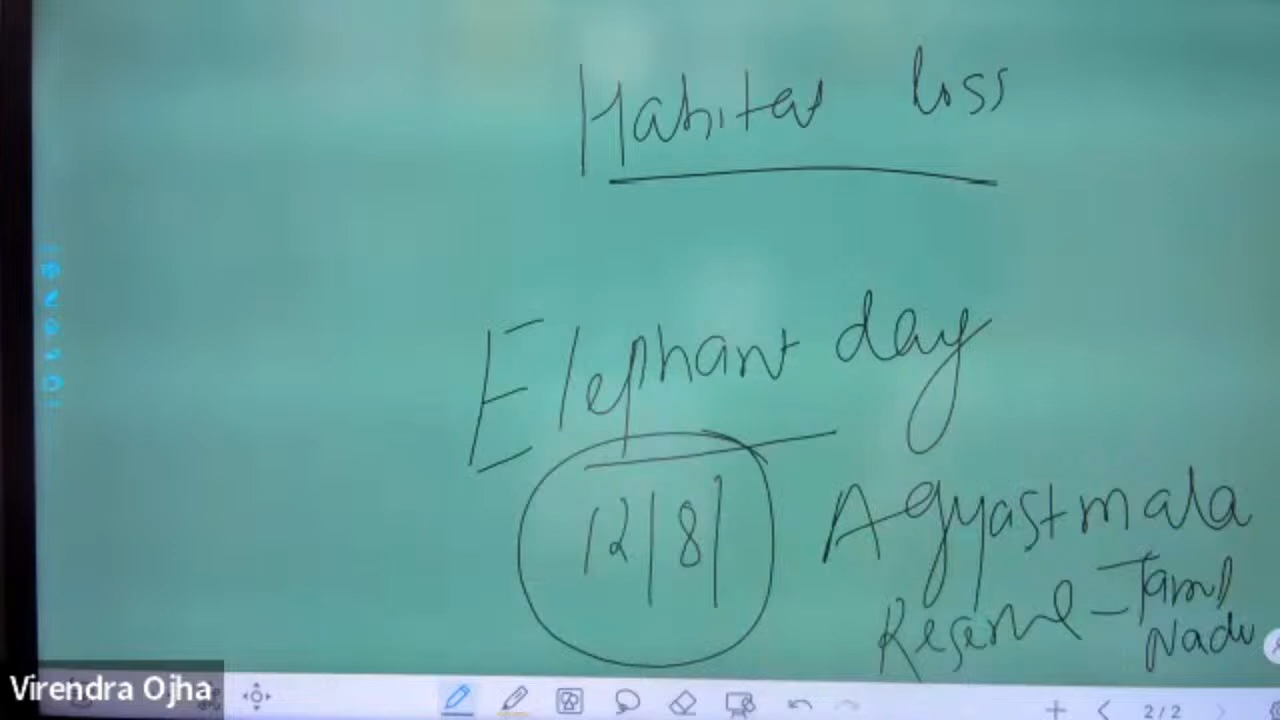 Habitat loss
Elephant day
12|8|
Agyastmala
Reserve - Tamil
Nadu
Virendra Ojha
2/2